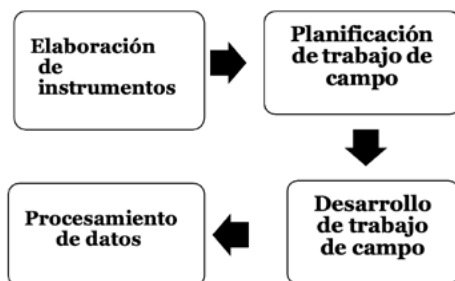 Elaboración
de
instrumentos
Planificación
de trabajo de
campo
Desarrollo
de trabajo
de campo
Procesamiento
de datos